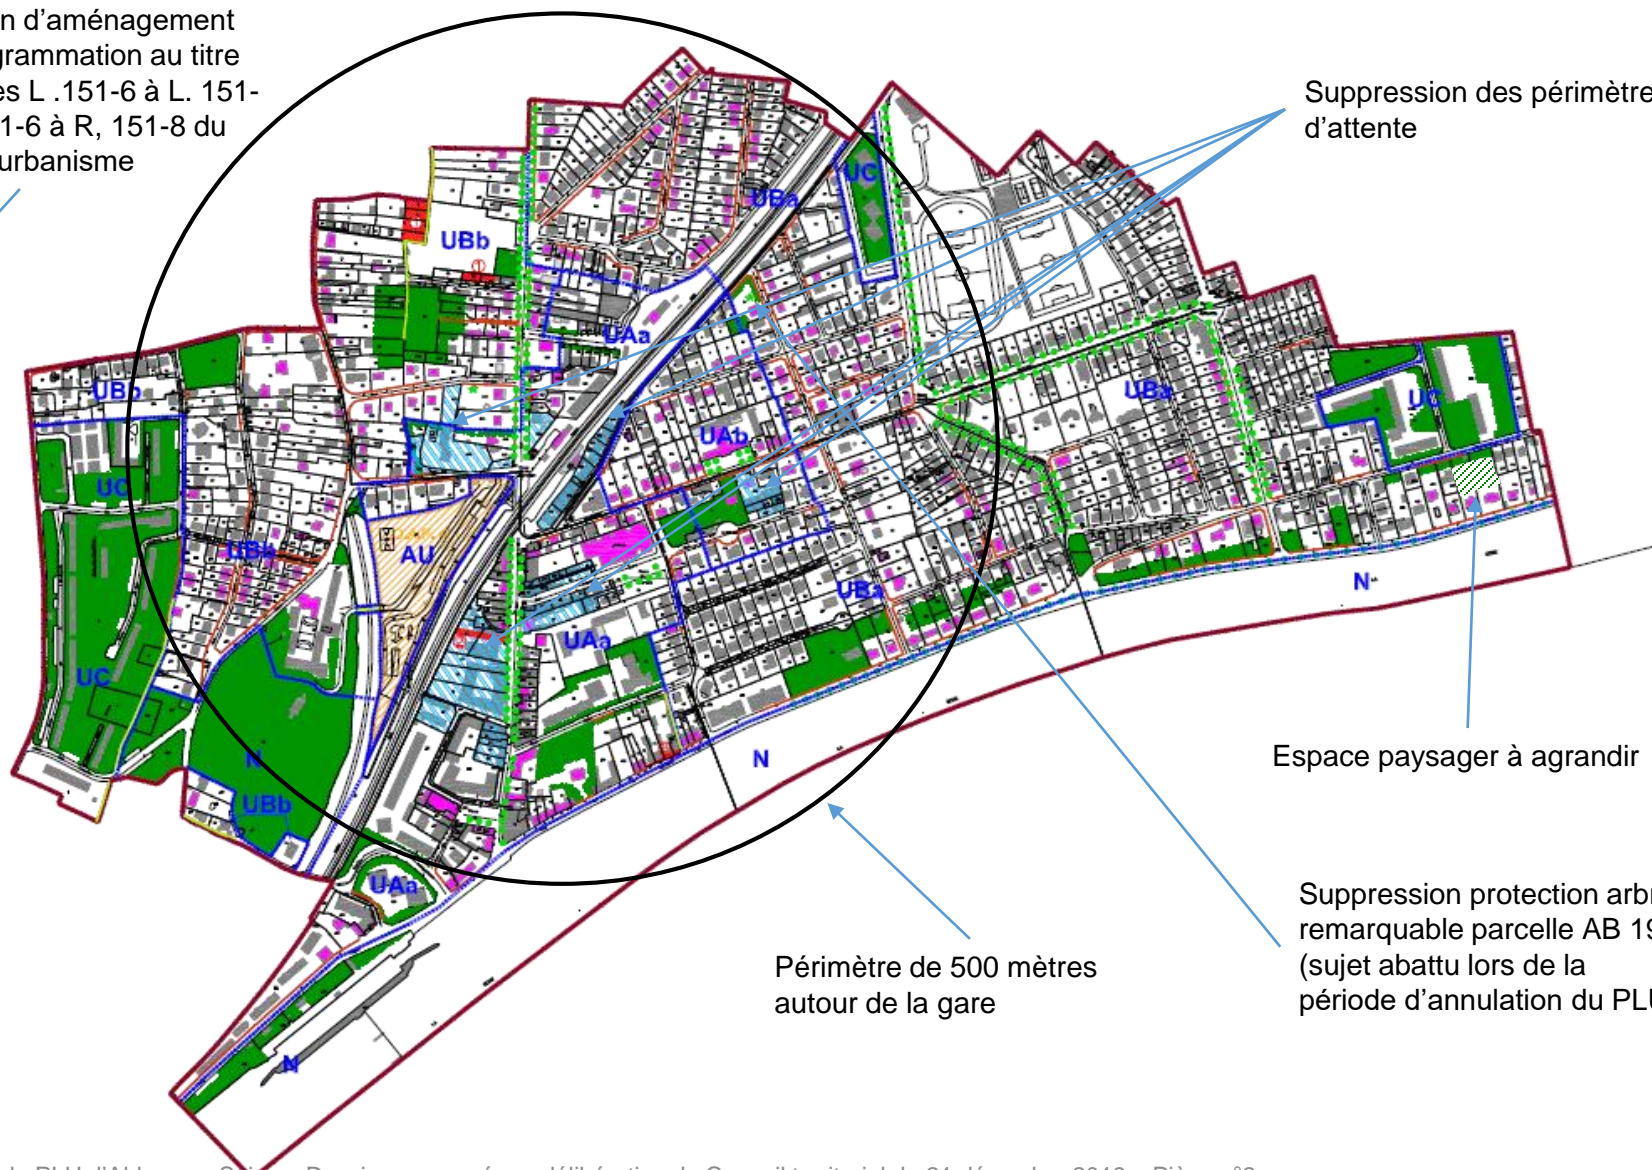 n d’aménagement
grammation au titre
es L .151-6 à L. 151-
1-6 à R, 151-8 du
urbanisme
Suppression des périmètre
d’attente
UC
UBa
UBb
UAa
UBb
UBa
UC
UAb
UC
AU
UBb
UBa
N
UAa
UC
Espace paysager à agrandir
N
N
UBb
UAa
Suppression protection arbr
remarquable parcelle AB 19
(sujet abattu lors de la
période d’annulation du PLU
Périmètre de 500 mètres
autour de la gare
N